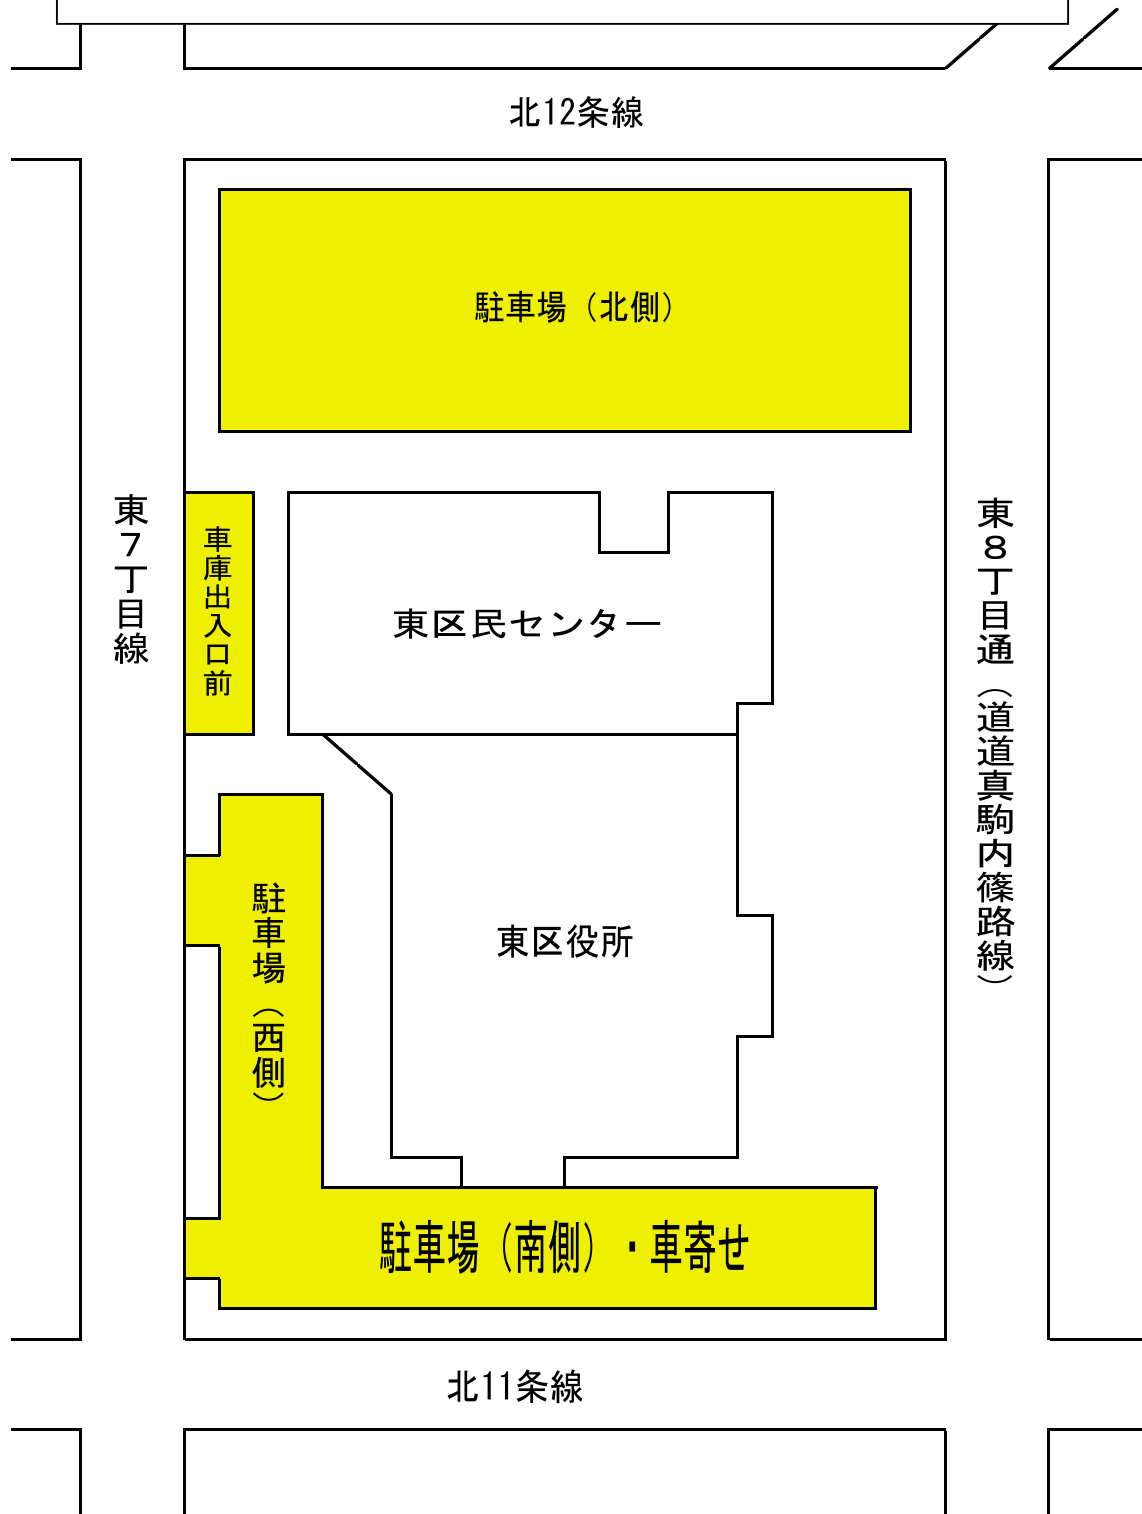 北12条線
駐車場（北側）
東７丁目線
車庫出入口前
東区民センター
東８丁目通（道道真駒内篠路線）
駐車場（西側）
東区役所
駐車場（南側）・車寄せ
北11条線